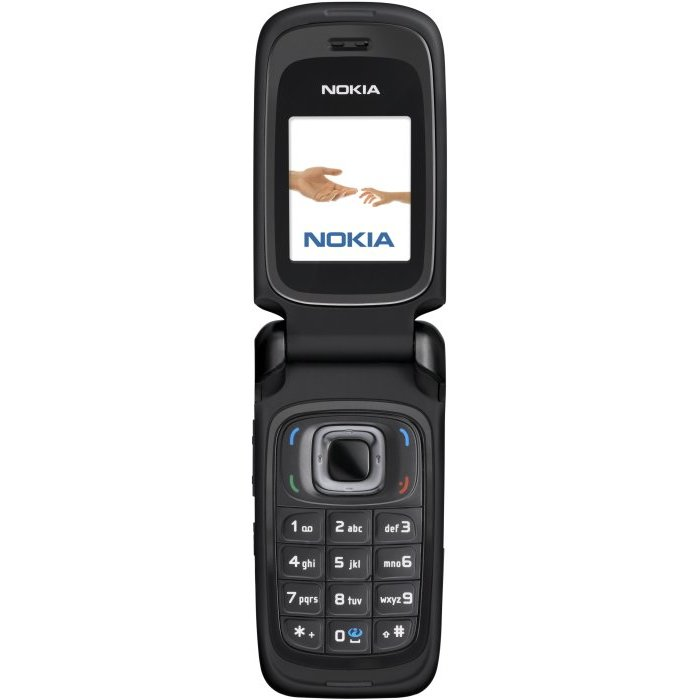 NOKIA
NOKIA
1 2 abc def 3
4 ghi 5 jkl mno 6
7 pqrs 8 tuv wxyz 9
* + 0 #